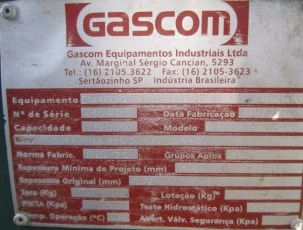 Gascom
Gascom Equipamentos Industriais Ltda
Av. Marginal Sérgio Cancian, 5293
Tel.: (16) 2105.3622 Fax: (16) 2105-3623
Sertãozinho SP Indústria Brasileira
Equipamento
Nº de Série Data Fabricação
Capacidade Modelo
Norma Fabric. Grupos Aptos
Espessura Mínima de Projeto (mm)
Espessura Original (mm)
Tara (Kg) Lotação (Kg)
PMTA (Kpa) Teste Hidrostático (Kpa)
Temp. Operação (ºC) Abert. Válv. Segurança (Kpa)